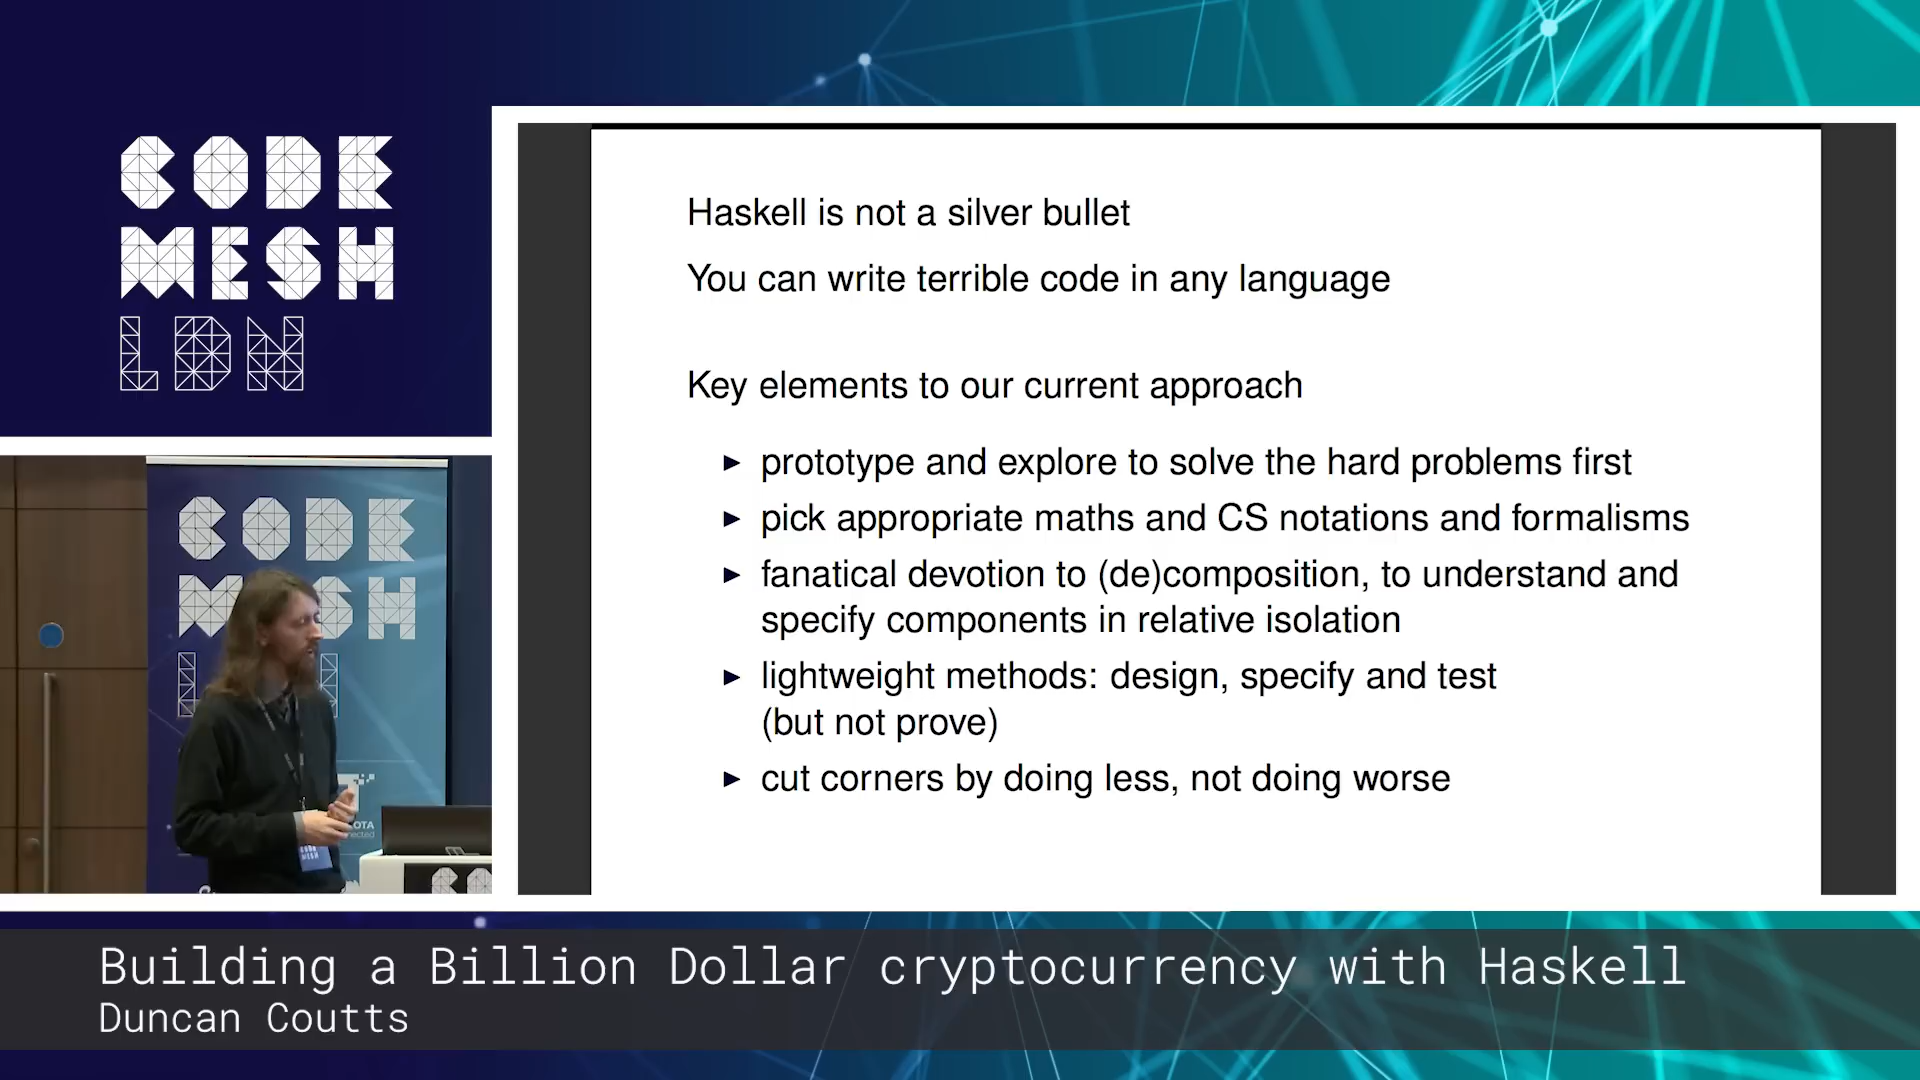 CODE
MESH
LDN
Haskell is not a silver bullet
You can write terrible code in any language
Key elements to our current approach
► prototype and explore to solve the hard problems first
► pick appropriate maths and CS notations and formalisms
► fanatical devotion to (de)composition, to understand and
specify components in relative isolation
► lightweight methods: design, specify and test
(but not prove)
► cut corners by doing less, not doing worse
CODE
CODE
MESH
Building a Billion Dollar cryptocurrency with Haskell
Duncan Coutts